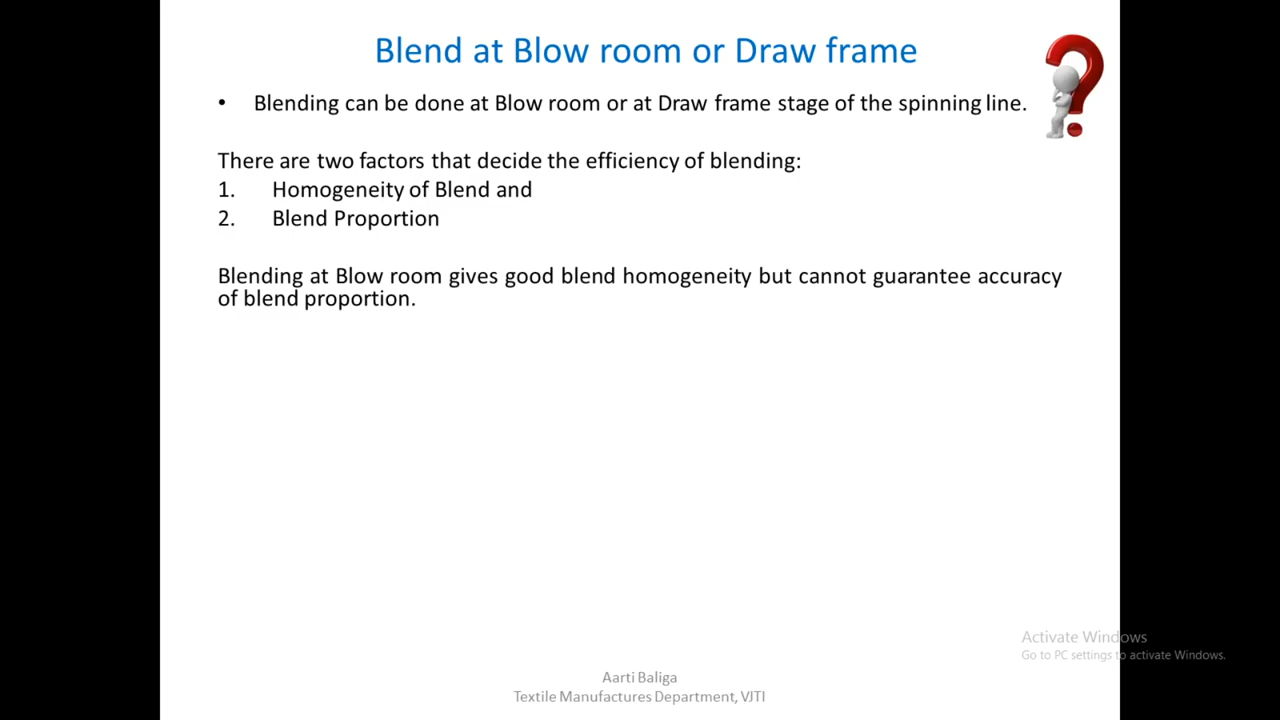 Blend at Blow room or Draw frame
• Blending can be done at Blow room or at Draw frame stage of the spinning line.
There are two factors that decide the efficiency of blending:
1. Homogeneity of Blend and
2. Blend Proportion
Blending at Blow room gives good blend homogeneity but cannot guarantee accuracy
of blend proportion.
Activate Windows
Go to PC settings to activate Windows.
Aarti Baliga
Textile Manufactures Department, VJTI